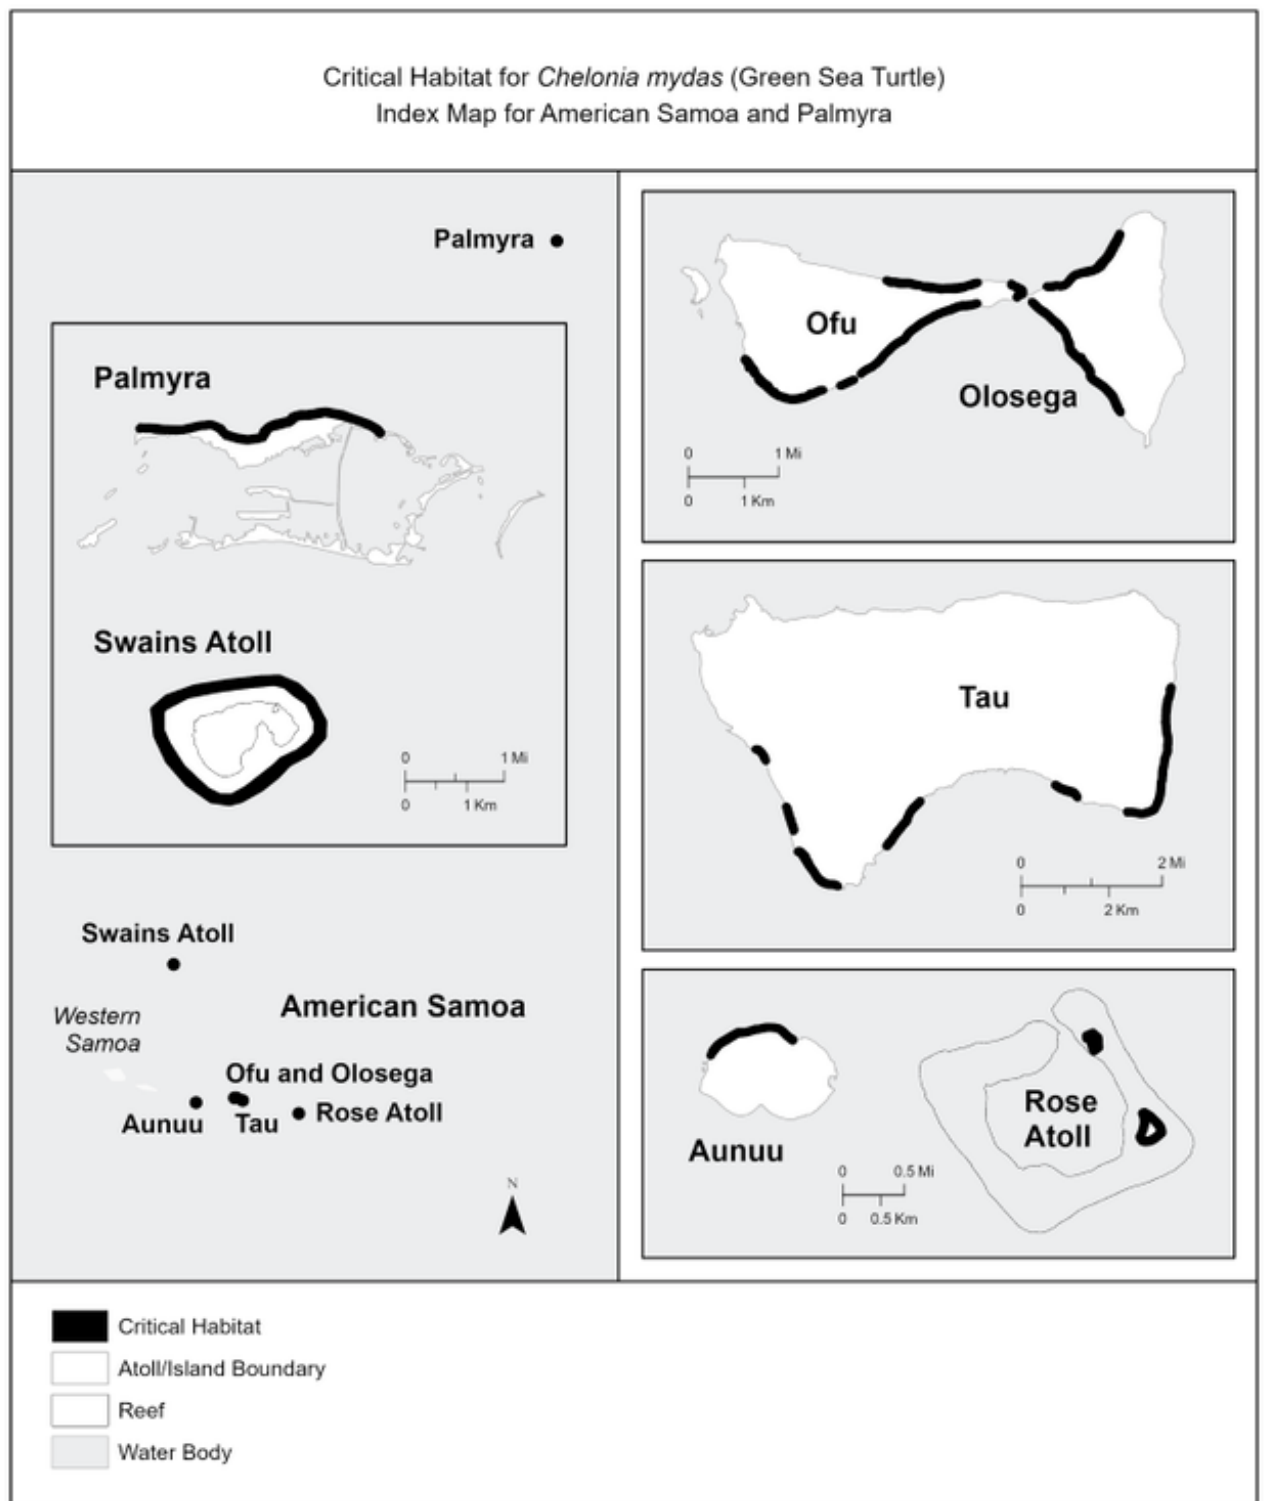 Critical Habitat for Chelonia mydas (Green Sea Turtle)
Index Map for American Samoa and Palmyra
Palmyra
Palmyra
Swains Atoll
0 1 Mi
0 1 Km
Swains Atoll
Western
Samoa
American Samoa
Ofu and Olosega
Aunuu
Tau
Rose Atoll
N
Ofu
Olosega
0 1 Mi
0 1 Km
Tau
0 2 Mi
0 2 Km
Aunuu
Rose
Atoll
0 0.5 Mi
0 0.5 Km
Critical Habitat
Atoll/Island Boundary
Reef
Water Body